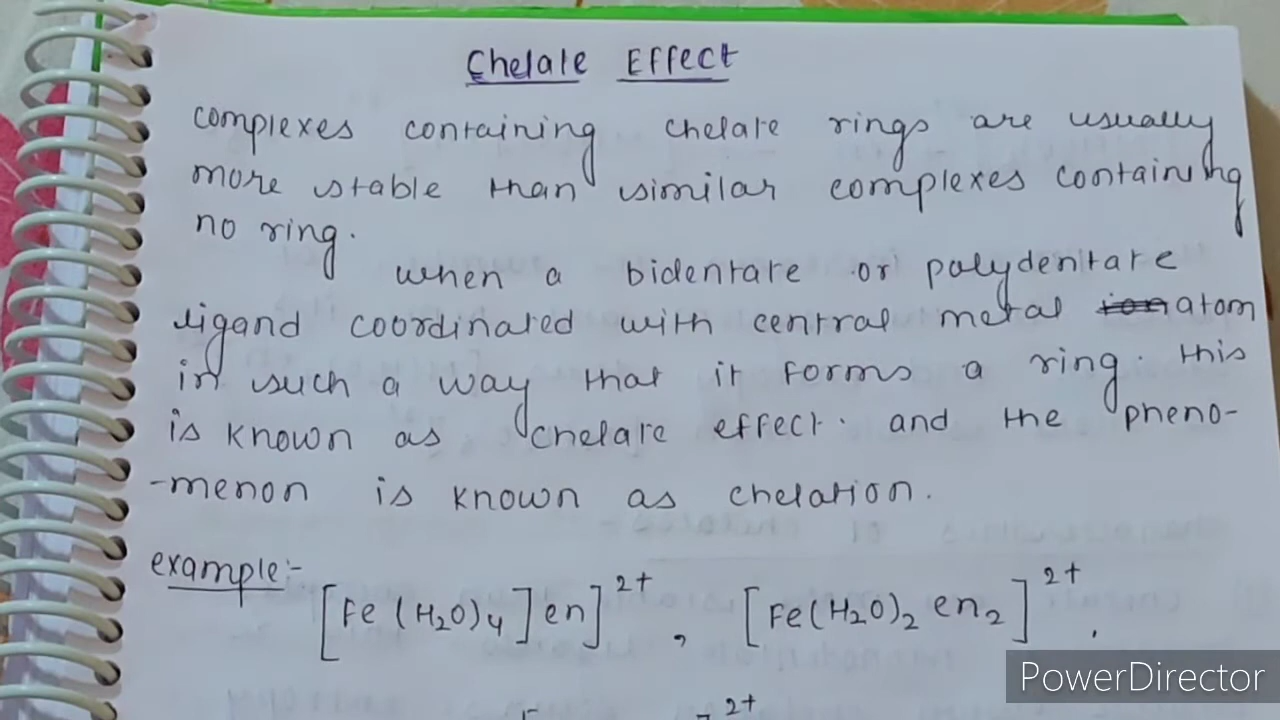 Chelate Effect
complexes containing chelate rings are usually
more stable than similar complexes containing
no ring.
when a bidentate or polydentate
ligand coordinated with central metal ion atom
in such a way that it forms a ring. this
is known as chelate effect. and the pheno-
-menon is known as chelation.
example:-
[Fe(H₂O)₄]en]²⁺, [Fe(H₂O)₂ en₂]²⁺,
2+
PowerDirector